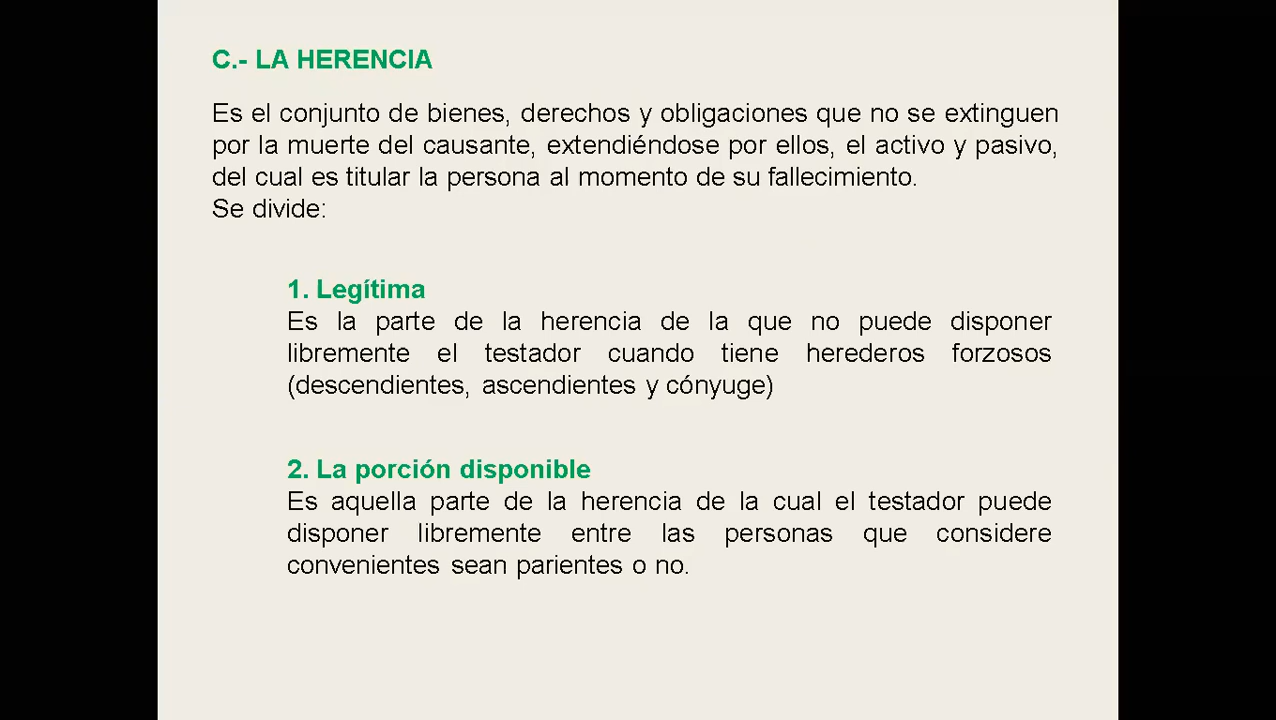 C.- LA HERENCIA
Es el conjunto de bienes, derechos y obligaciones que no se extinguen
por la muerte del causante, extendiéndose por ellos, el activo y pasivo,
del cual es titular la persona al momento de su fallecimiento.
Se divide:
1. Legítima
Es la parte de la herencia de la que no puede disponer
libremente el testador cuando tiene herederos forzosos
(descendientes, ascendientes y cónyuge)
2. La porción disponible
Es aquella parte de la herencia de la cual el testador puede
disponer libremente entre las personas que considere
convenientes sean parientes o no.